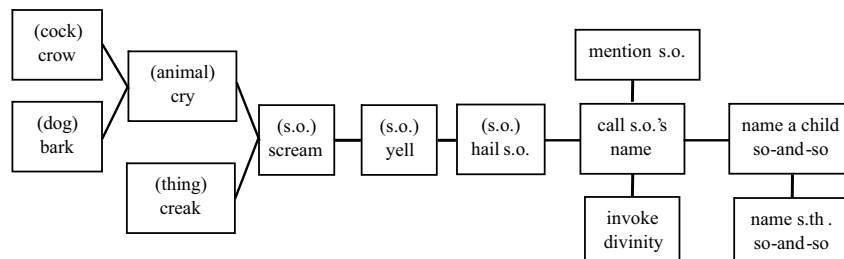 (cock)
crow
(dog)
bark
(animal)
cry
(thing)
creak
(s.o.)
scream
(s.o.)
yell
(s.o.)
hail s.o.
mention s.o.
call s.o.'s
name
invoke
divinity
name a child
so-and-so
name s.th .
so-and-so